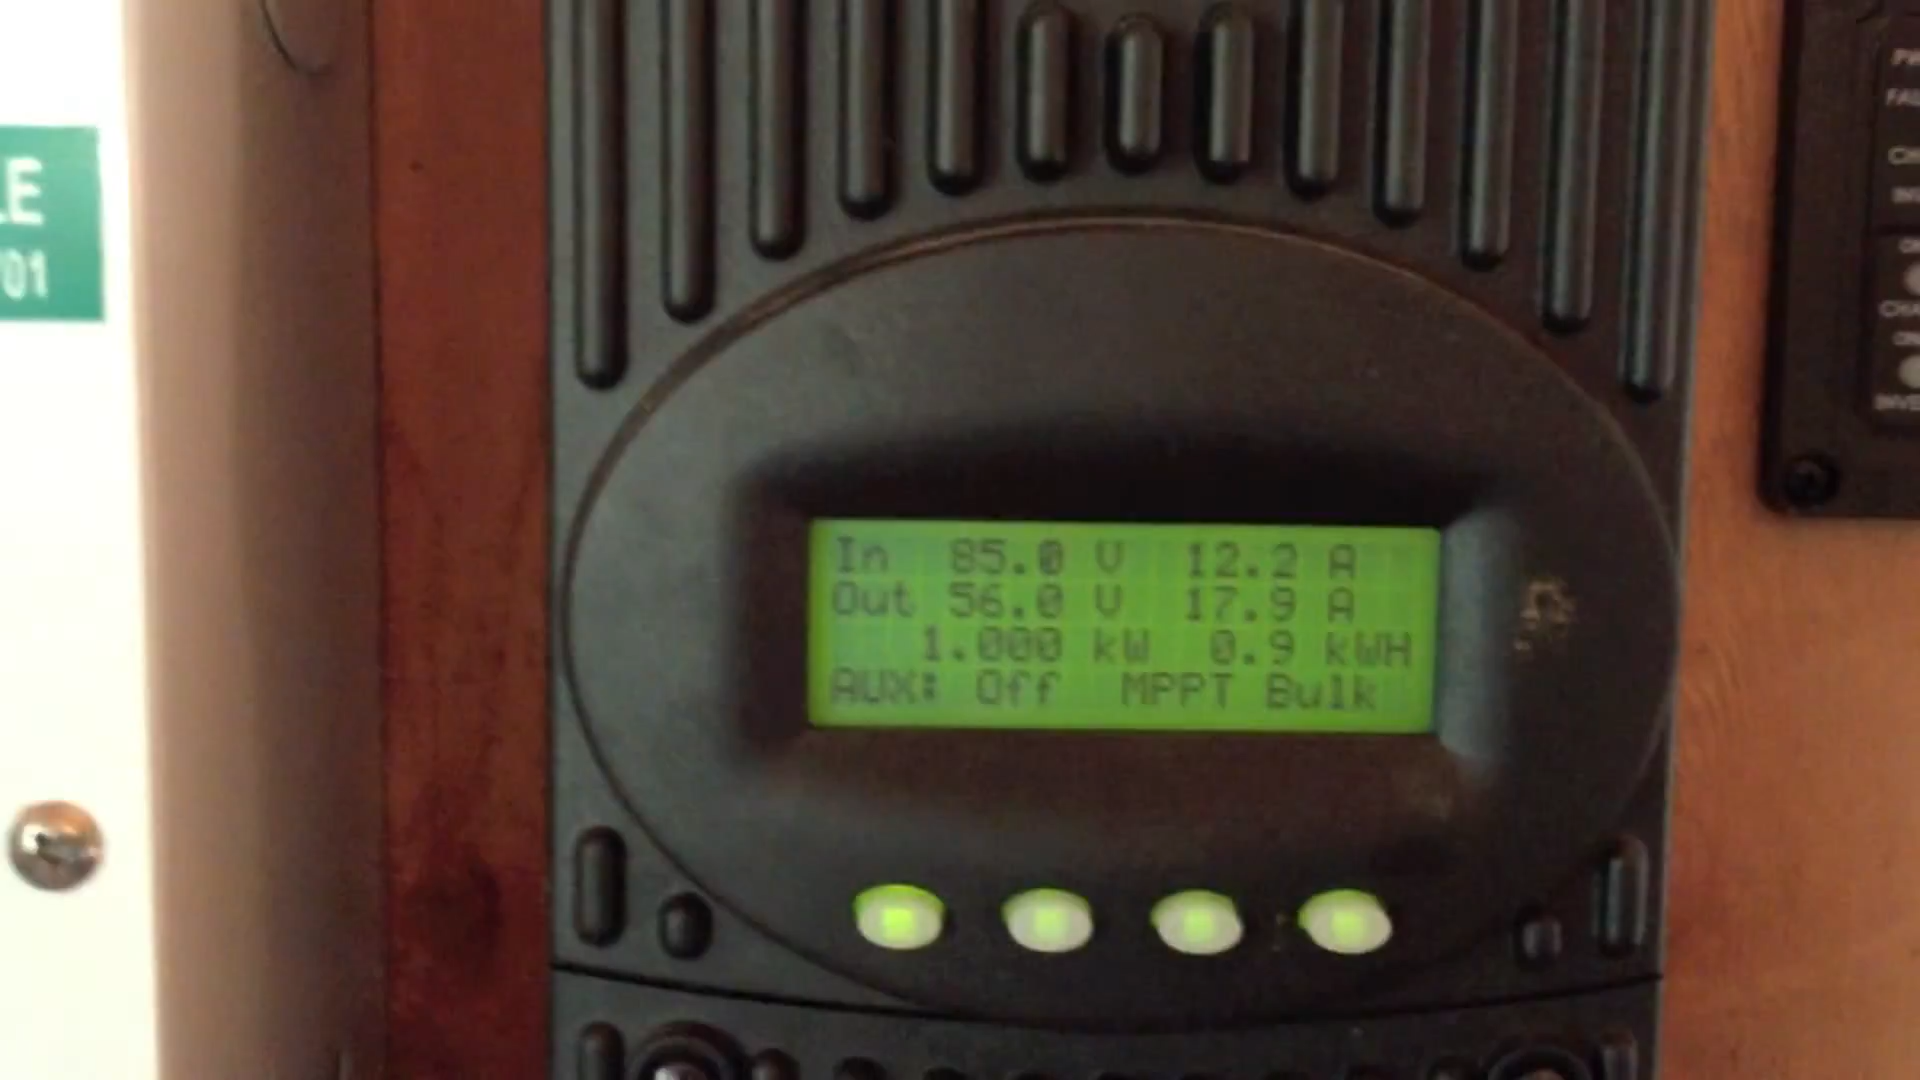 LE
01
In 85.0 V 12.2 A
Out 56.0 V 17.9 A
1.000 kW 0.9 kWH
AUX: Off MPPT Bulk